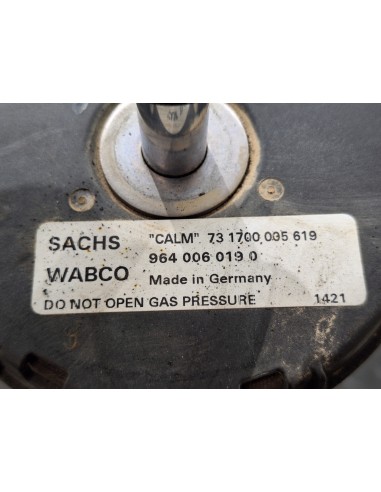 SACHS "CALM" 73 1700 005 619
WABCO 964 006 019 0
Made in Germany
DO NOT OPEN GAS PRESSURE 1421